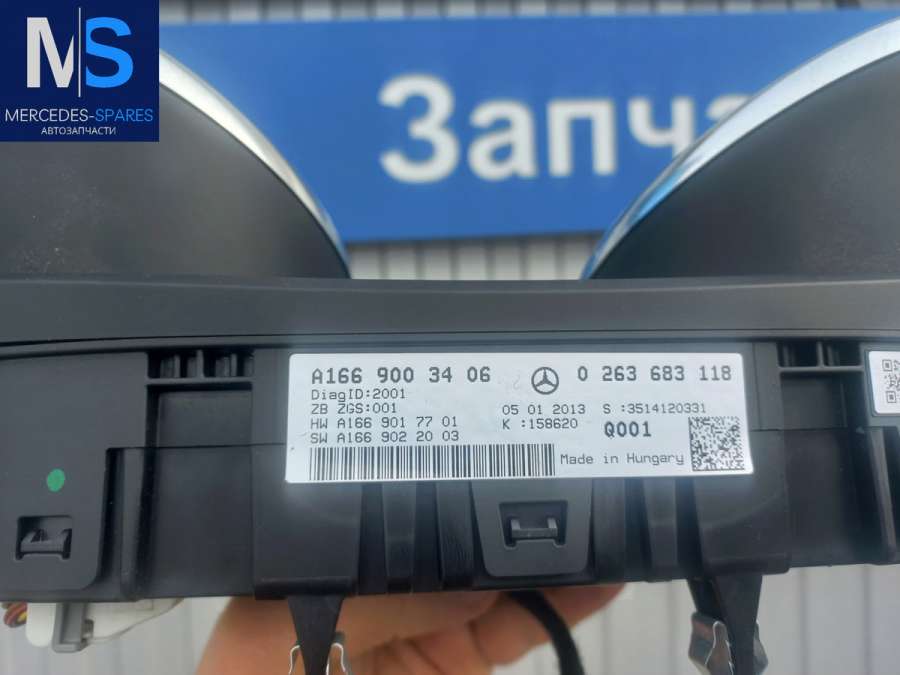 MS
MERCEDES-SPARES
АВТОЗАПЧАСТИ
Запча
A166 900 34 06 0 263 683 118
DiagID:2001
ZB ZGS:001 05 01 2013 S :3514120331
HW A166 901 77 01 K :158620 Q001
SW A166 902 20 03
Made in Hungary